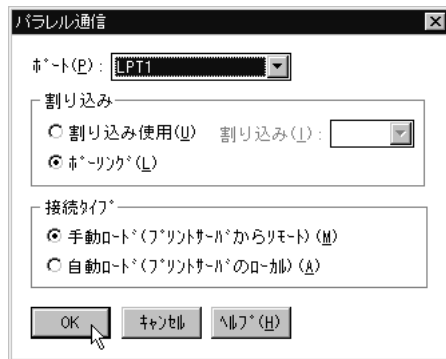 パラレル通信
ﾎﾟｰﾄ(P) : LPT1
割り込み
割り込み使用(U) 割り込み(I) :
ﾎﾟｰﾘﾝｸﾞ(L)
接続ﾀｲﾌﾟ
手動ﾛｰﾄﾞ(ﾌﾟﾘﾝﾄｻｰﾊﾞからﾘﾓｰﾄ) (M)
自動ﾛｰﾄﾞ(ﾌﾟﾘﾝﾄｻｰﾊﾞのﾛｰｶﾙ) (A)
OK ｷｬﾝｾﾙ ﾍﾙﾌﾟ(H)